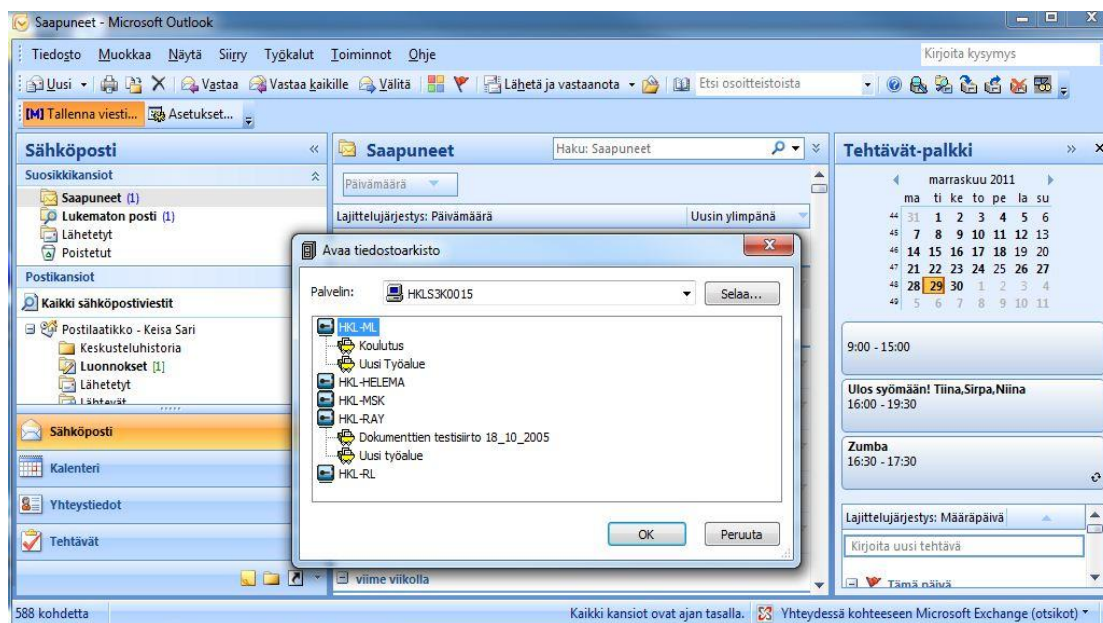 Saapuneet - Microsoft Outlook
Tiedosto Muokkaa Näytä Siirry Työkalut Toiminnot Ohje Kirjoita kysymys
Uusi Vastaa Vastaa kaikille Välitä Lähetä ja vastaanota Etsi osoitteistoista
[M] Tallenna viesti... Asetukset...
Sähköposti
Suosikkikansiot
Saapuneet (1)
Lukematon posti (1)
Lähetetyt
Poistetut
Postikansiot
Kaikki sähköpostiviestit
Postilaatikko - Keisa Sari
Keskusteluhistoria
Luonnokset [1]
Lähetetyt
Lähtevät
Sähköposti
Kalenteri
Yhteystiedot
Tehtävät
Saapuneet Haku: Saapuneet
Päivämäärä
Lajittelujärjestys: Päivämäärä Uusin ylimpänä
Avaa tiedostoarkisto
Palvelin: HKLS3K0015 Selaa...
HKL-ML
Koulutus
Uusi Työalue
HKL-HELEMA
HKL-MSK
HKL-RAY
Dokumenttien testisiirto 18_10_2005
Uusi työalue
HKL-RL
OK Peruuta
viime viikolla
Tehtävät-palkki
marraskuu 2011
ma ti ke to pe la su
44 31 1 2 3 4 5 6
45 7 8 9 10 11 12 13
46 14 15 16 17 18 19 20
47 21 22 23 24 25 26 27
48 28 29 30 1 2 3 4
49 5 6 7 8 9 10 11
9:00 - 15:00
Ulos syömään! Tiina,Sirpa,Niina
16:00 - 19:30
Zumba
16:30 - 17:30
Lajittelujärjestys: Määräpäivä
Kirjoita uusi tehtävä
Tämä päivä
588 kohdetta Kaikki kansiot ovat ajan tasalla. Yhteydessä kohteeseen Microsoft Exchange (otsikot)